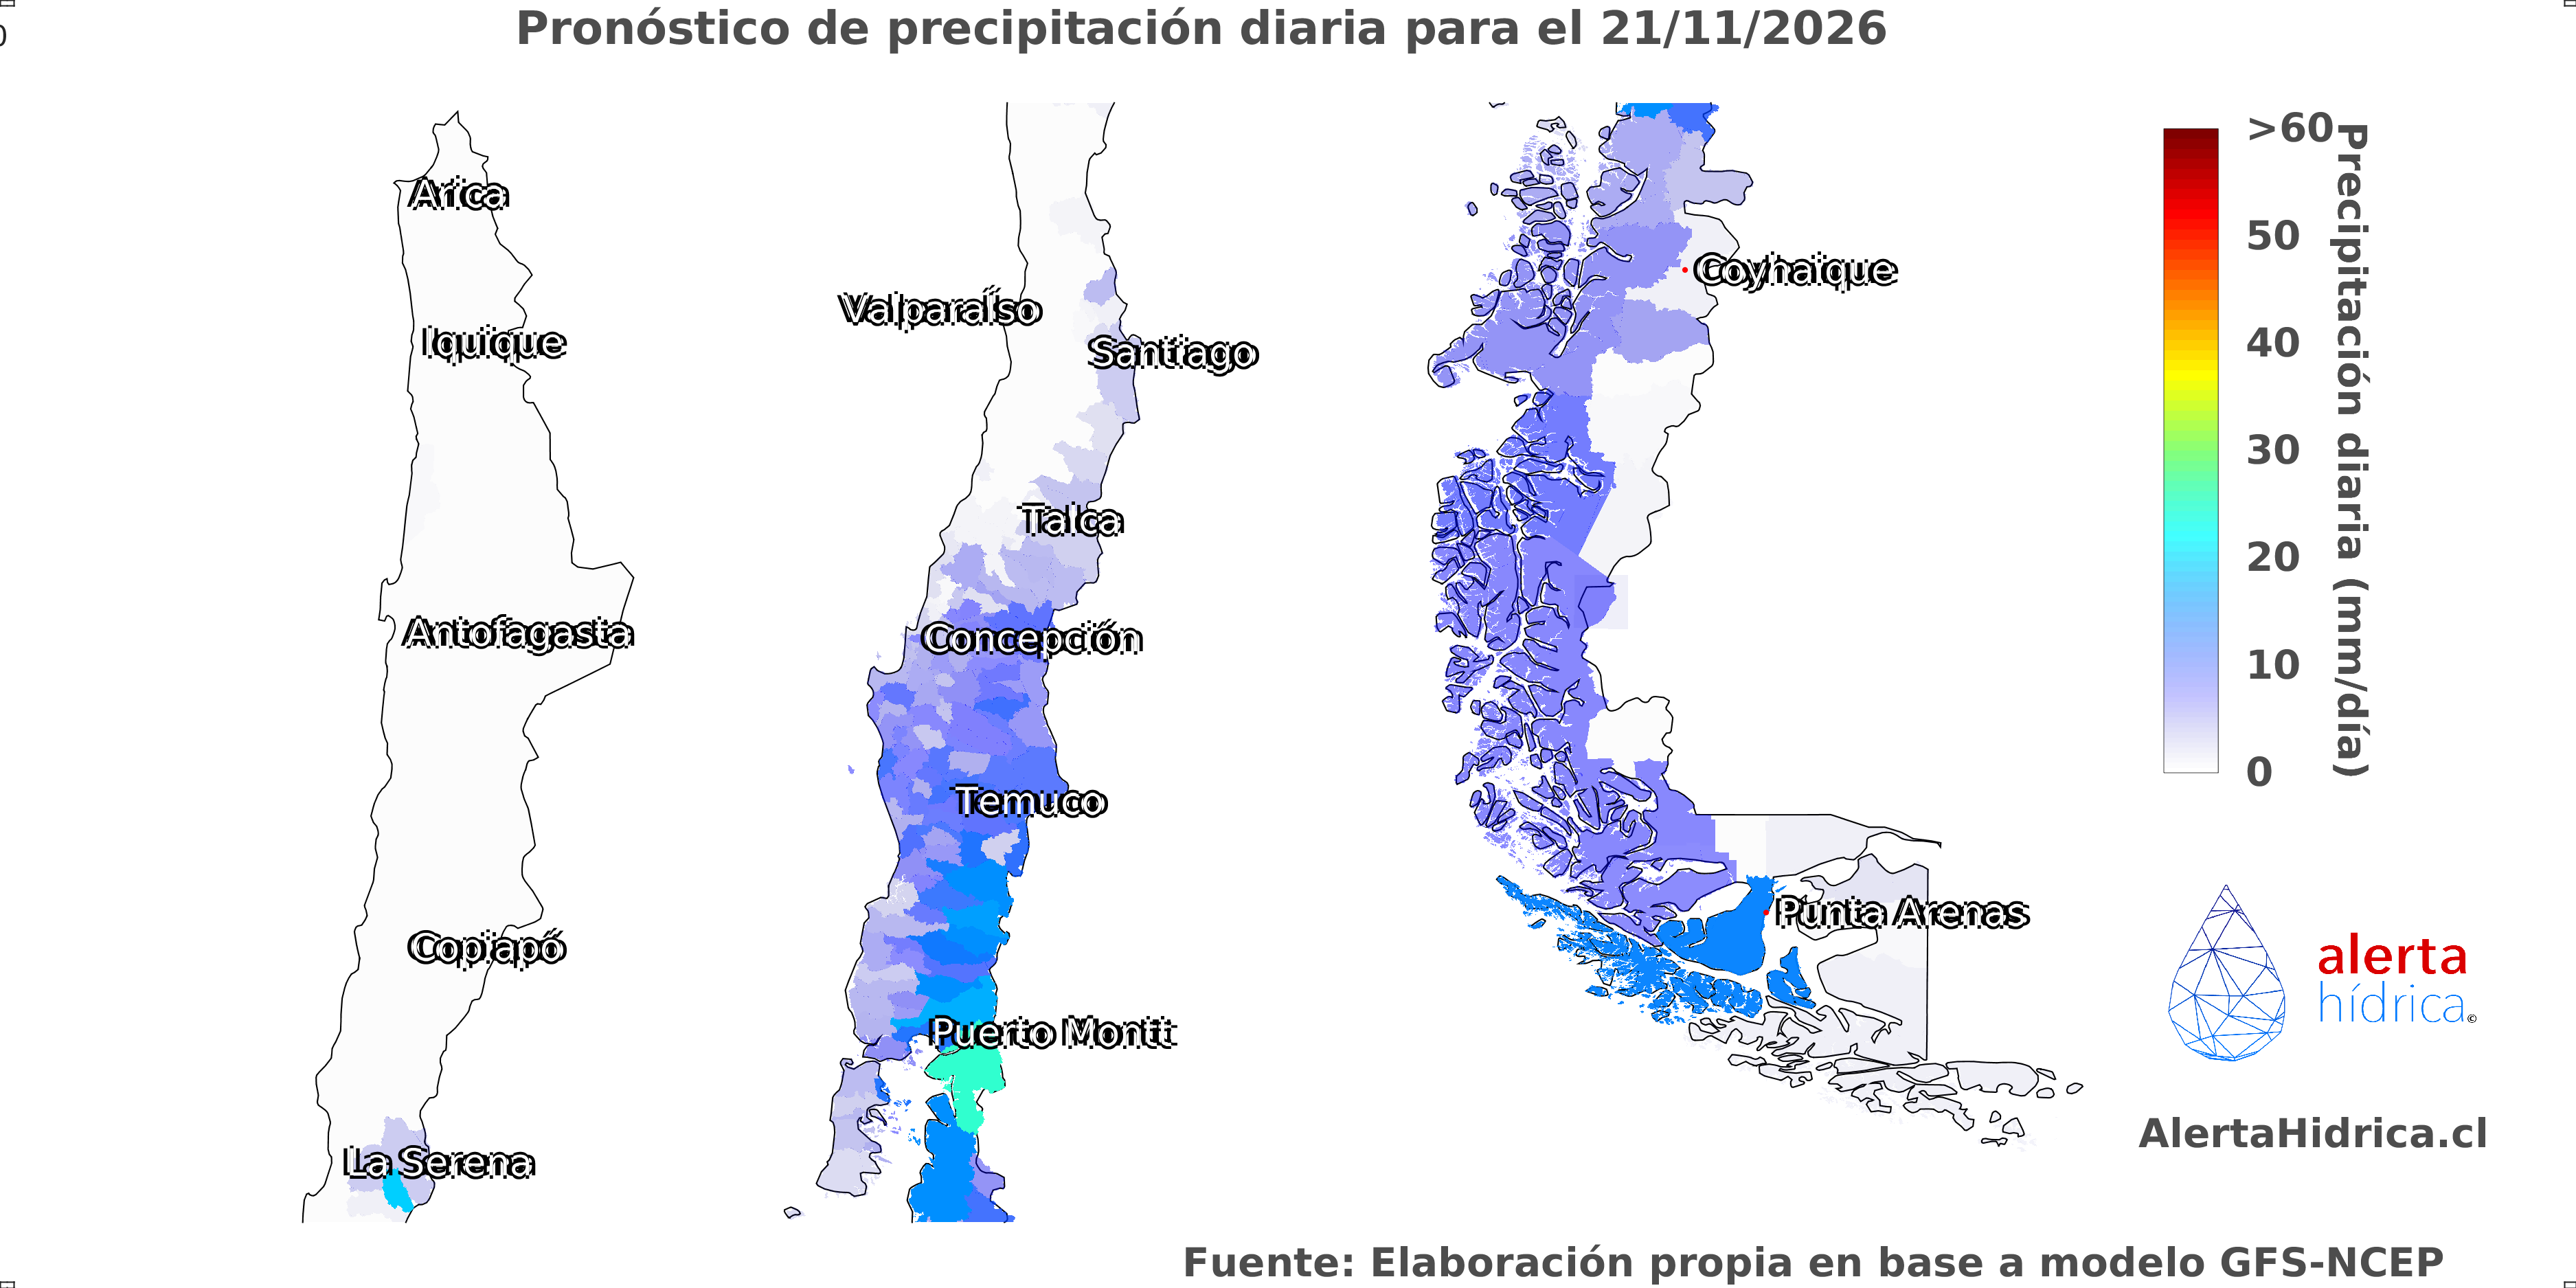 Pronóstico de precipitación diaria para el 21/11/2026
0
Arica
Iquique
Antofagasta
Copiapó
La Serena
Valparaíso
Santiago
Talca
Concepción
Temuco
Puerto Montt
Coyhaique
Punta Arenas
>60
50
40
30
20
10
0
Precipitación diaria (mm/día)
alerta
hídrica©
AlertaHidrica.cl
Fuente: Elaboración propia en base a modelo GFS-NCEP